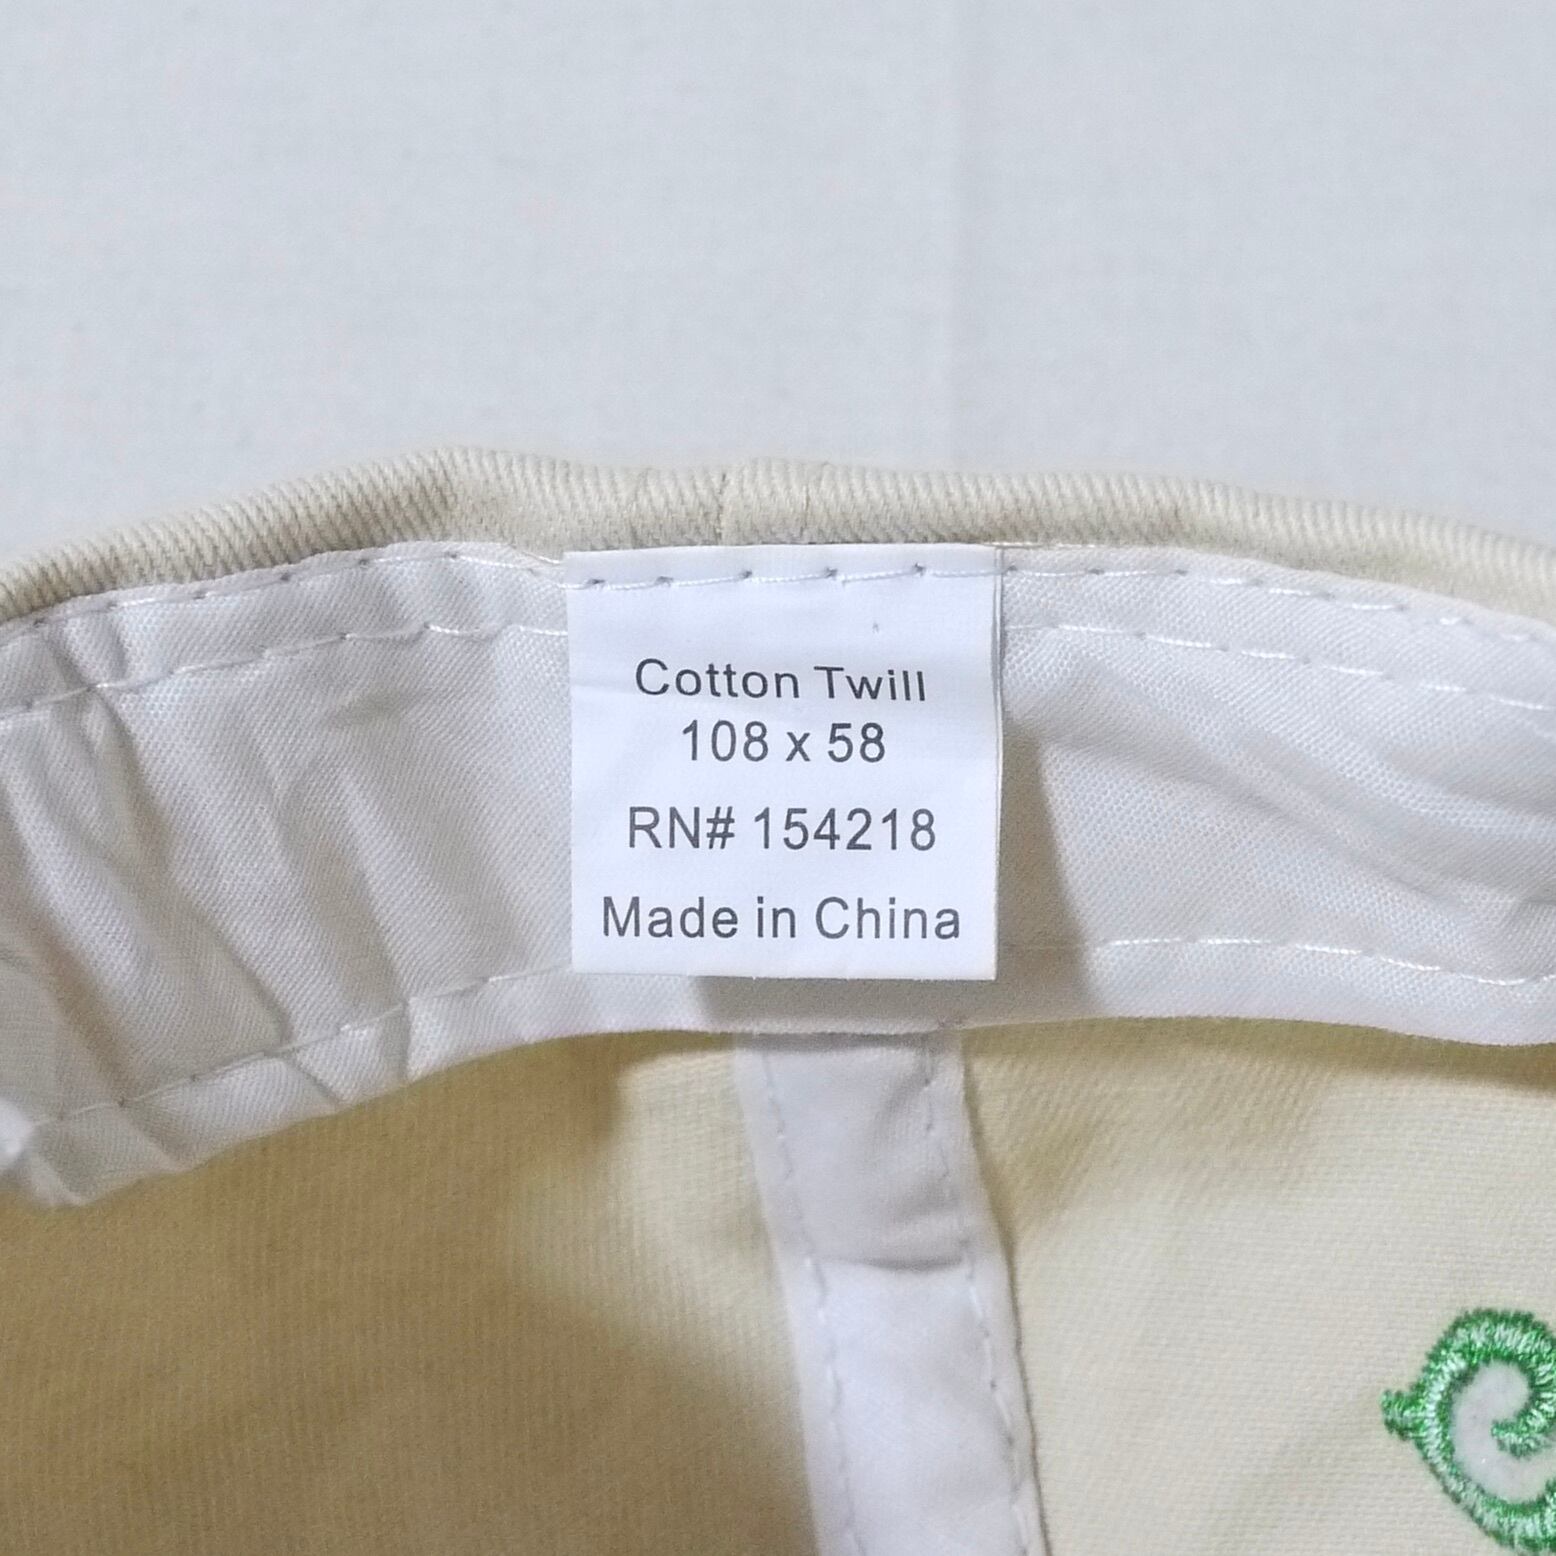 Cotton Twill
108 x 58
RN# 154218
Made in China